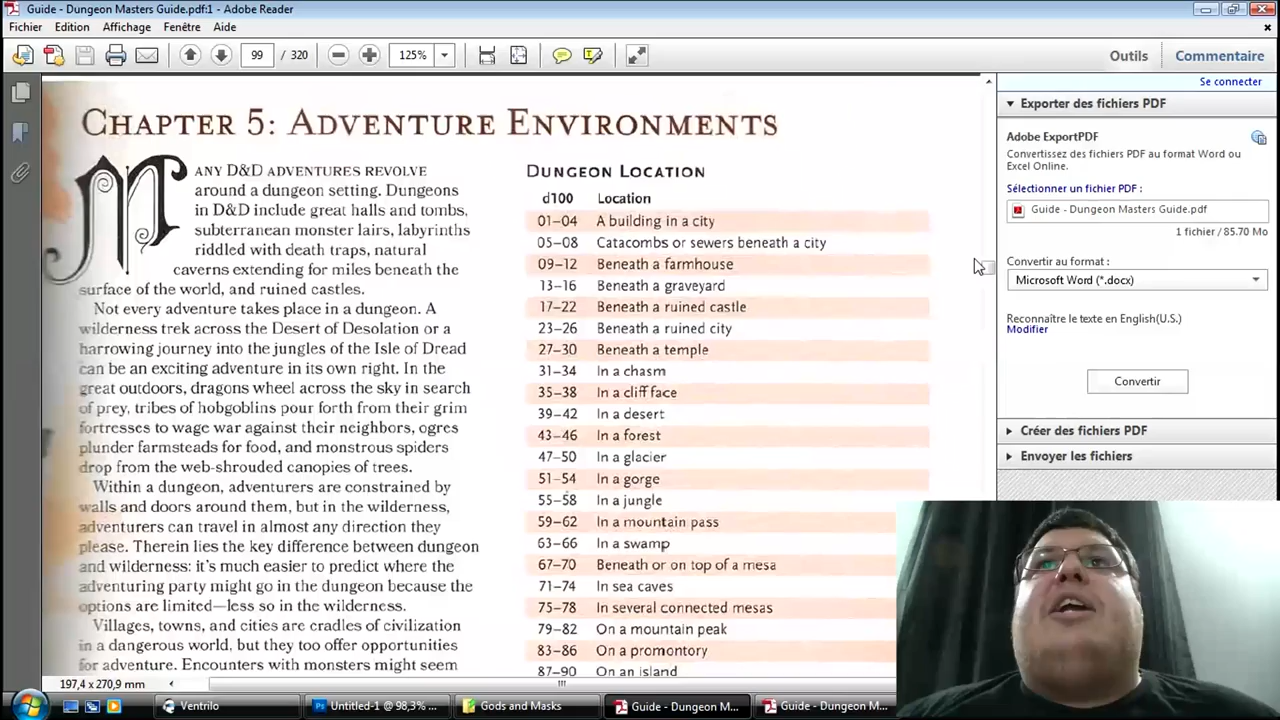 Guide - Dungeon Masters Guide.pdf:1 - Adobe Reader
Fichier Edition Affichage Fenêtre Aide
99 / 320 125% Outils Commentaire
Se connecter
Exporter des fichiers PDF
Adobe ExportPDF
Convertissez des fichiers PDF au format Word ou
Excel Online.
Sélectionner un fichier PDF :
Guide - Dungeon Masters Guide.pdf
1 fichier / 85.70 Mo
Convertir au format :
Microsoft Word (*.docx)
Reconnaître le texte en English(U.S.)
Modifier
Convertir
Créer des fichiers PDF
Envoyer les fichiers
CHAPTER 5: ADVENTURE ENVIRONMENTS
MANY D&D ADVENTURES REVOLVE
around a dungeon setting. Dungeons
in D&D include great halls and tombs,
subterranean monster lairs, labyrinths
riddled with death traps, natural
caverns extending for miles beneath the
surface of the world, and ruined castles.
Not every adventure takes place in a dungeon. A
wilderness trek across the Desert of Desolation or a
harrowing journey into the jungles of the Isle of Dread
can be an exciting adventure in its own right. In the
great outdoors, dragons wheel across the sky in search
of prey, tribes of hobgoblins pour forth from their grim
fortresses to wage war against their neighbors, ogres
plunder farmsteads for food, and monstrous spiders
drop from the web-shrouded canopies of trees.
Within a dungeon, adventurers are constrained by
walls and doors around them, but in the wilderness,
adventurers can travel in almost any direction they
please. Therein lies the key difference between dungeon
and wilderness: it's much easier to predict where the
adventuring party might go in the dungeon because the
options are limited—less so in the wilderness.
Villages, towns, and cities are cradles of civilization
in a dangerous world, but they too offer opportunities
for adventure. Encounters with monsters might seem
DUNGEON LOCATION
d100 Location
01–04 A building in a city
05–08 Catacombs or sewers beneath a city
09–12 Beneath a farmhouse
13–16 Beneath a graveyard
17–22 Beneath a ruined castle
23–26 Beneath a ruined city
27–30 Beneath a temple
31–34 In a chasm
35–38 In a cliff face
39–42 In a desert
43–46 In a forest
47–50 In a glacier
51–54 In a gorge
55–58 In a jungle
59–62 In a mountain pass
63–66 In a swamp
67–70 Beneath or on top of a mesa
71–74 In sea caves
75–78 In several connected mesas
79–82 On a mountain peak
83–86 On a promontory
87–90 On an island
197,4 x 270,9 mm
Ventrilo Untitled-1 @ 98,3% ... Gods and Masks Guide - Dungeon M... Guide - Dungeon M...